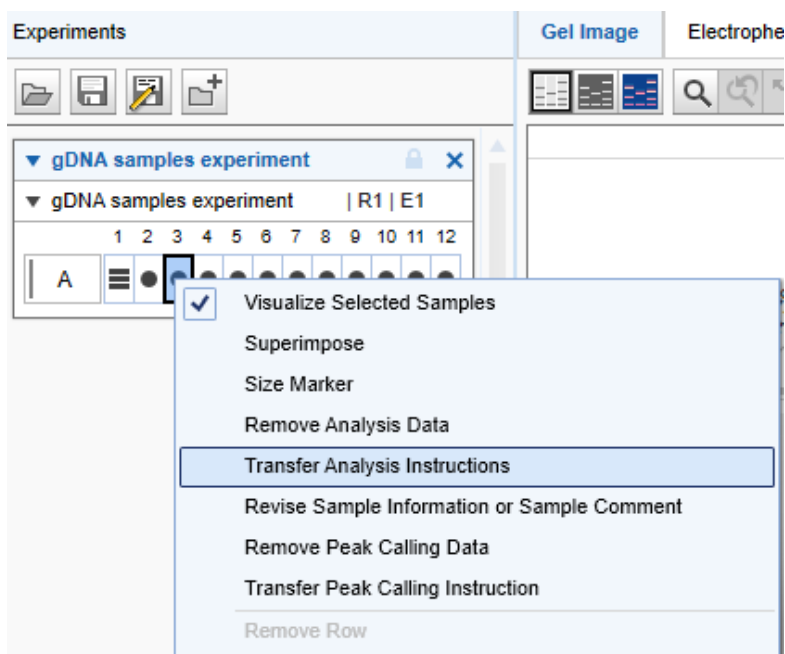 Experiments
Gel Image
Electrophe
gDNA samples experiment
gDNA samples experiment | R1 | E1
1 2 3 4 5 6 7 8 9 10 11 12
A
Visualize Selected Samples
Superimpose
Size Marker
Remove Analysis Data
Transfer Analysis Instructions
Revise Sample Information or Sample Comment
Remove Peak Calling Data
Transfer Peak Calling Instruction
Remove Row